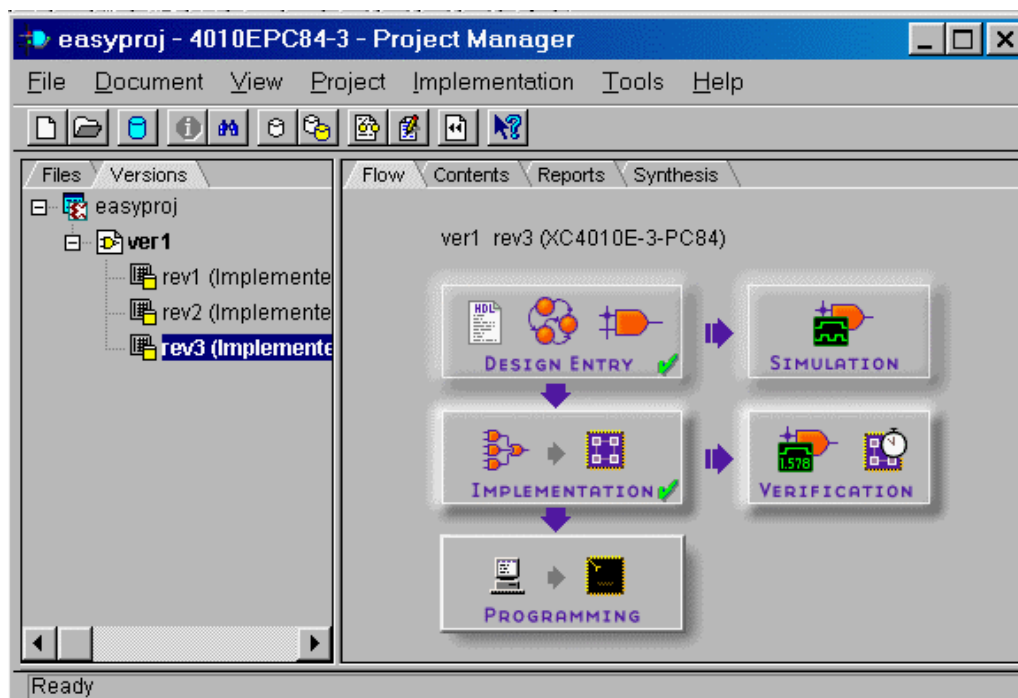 easyproj - 4010EPC84-3 - Project Manager
File Document View Project Implementation Tools Help
Files Versions
easyproj
ver1
rev1 (Implemente
rev2 (Implemente
rev3 (Implemente
Flow Contents Reports Synthesis
ver1 rev3 (XC4010E-3-PC84)
HDL
DESIGN ENTRY
SIMULATION
1.578
IMPLEMENTATION
VERIFICATION
PROGRAMMING
Ready